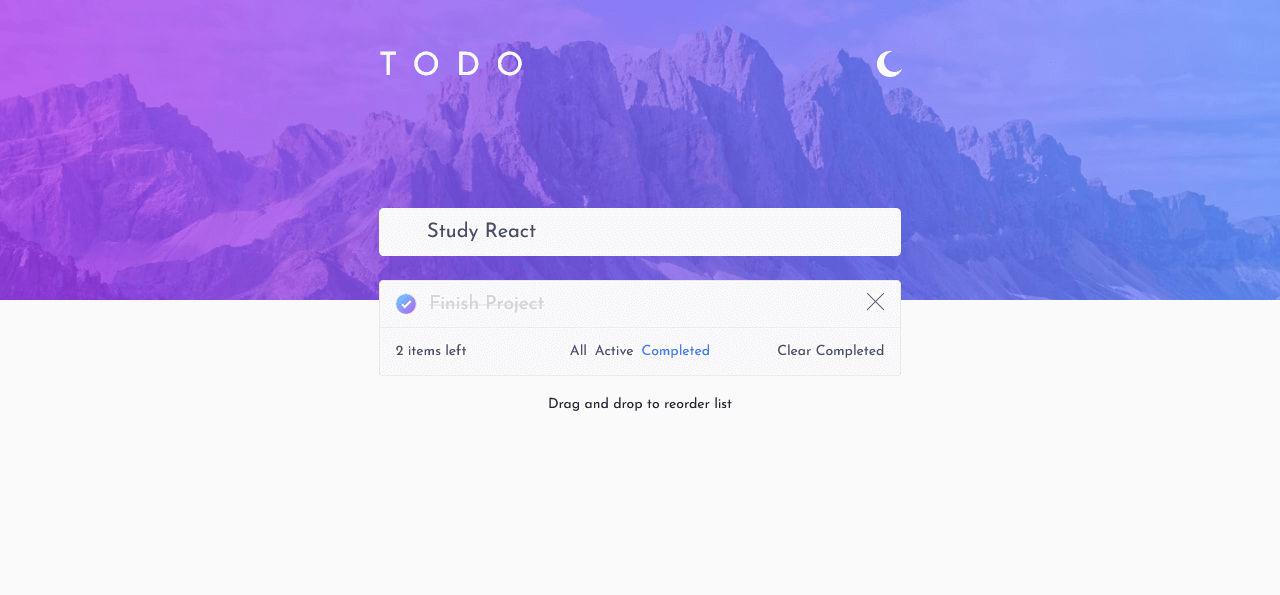 TODO
Study React
Finish Project
2 items left All Active Completed Clear Completed
Drag and drop to reorder list